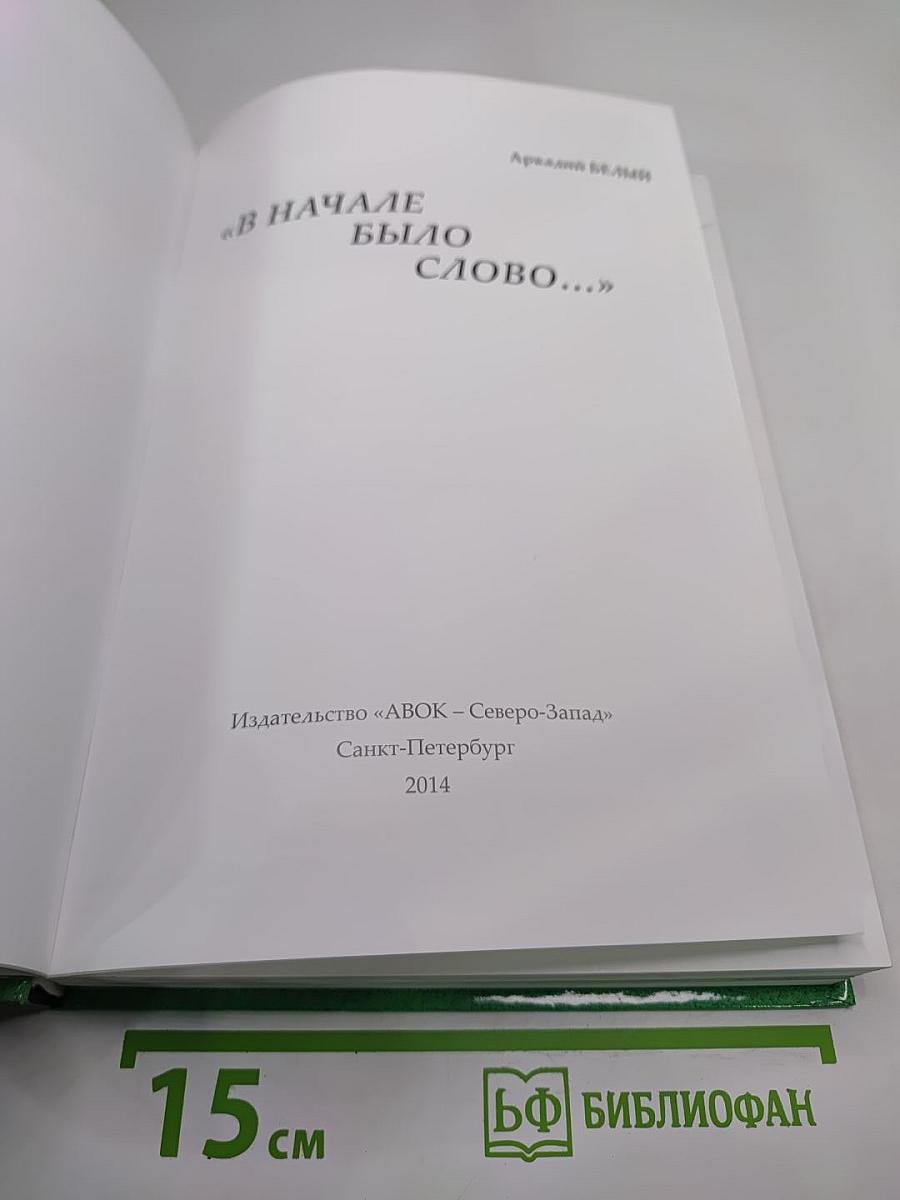 Аркадий БЕЛЫЙ
«В НАЧАЛЕ
БЫЛО
СЛОВО...»
Издательство «АВОК – Северо-Запад»
Санкт-Петербург
2014
15 см
БФ БИБЛИОФАН